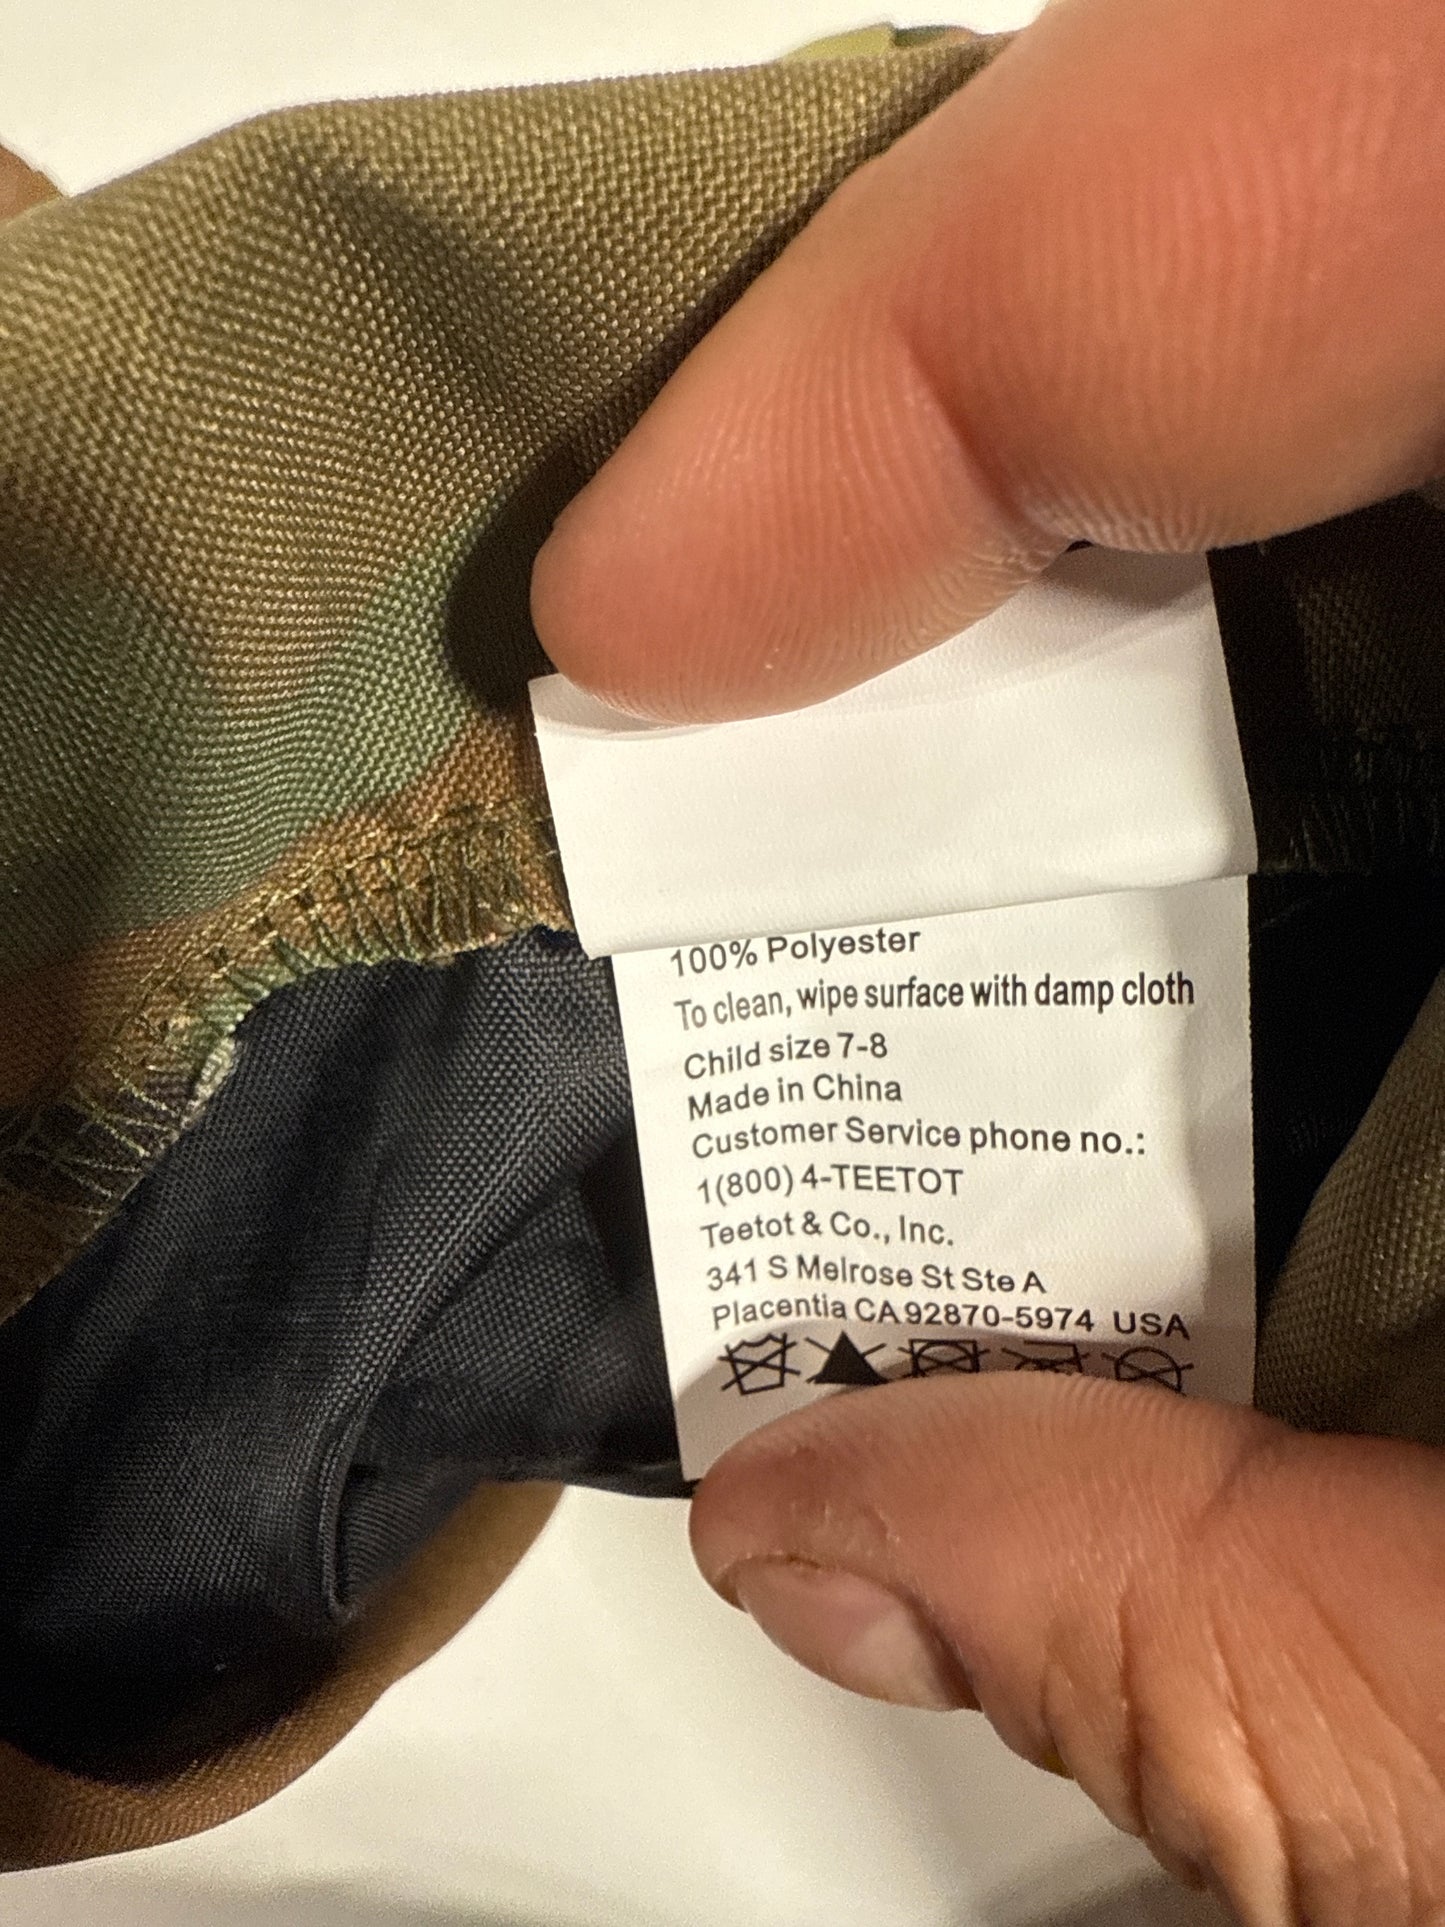 100% Polyester
To clean, wipe surface with damp cloth
Child size 7-8
Made in China
Customer Service phone no.:
1(800) 4-TEETOT
Teetot & Co., Inc.
341 S Melrose St Ste A
Placentia CA 92870-5974 USA